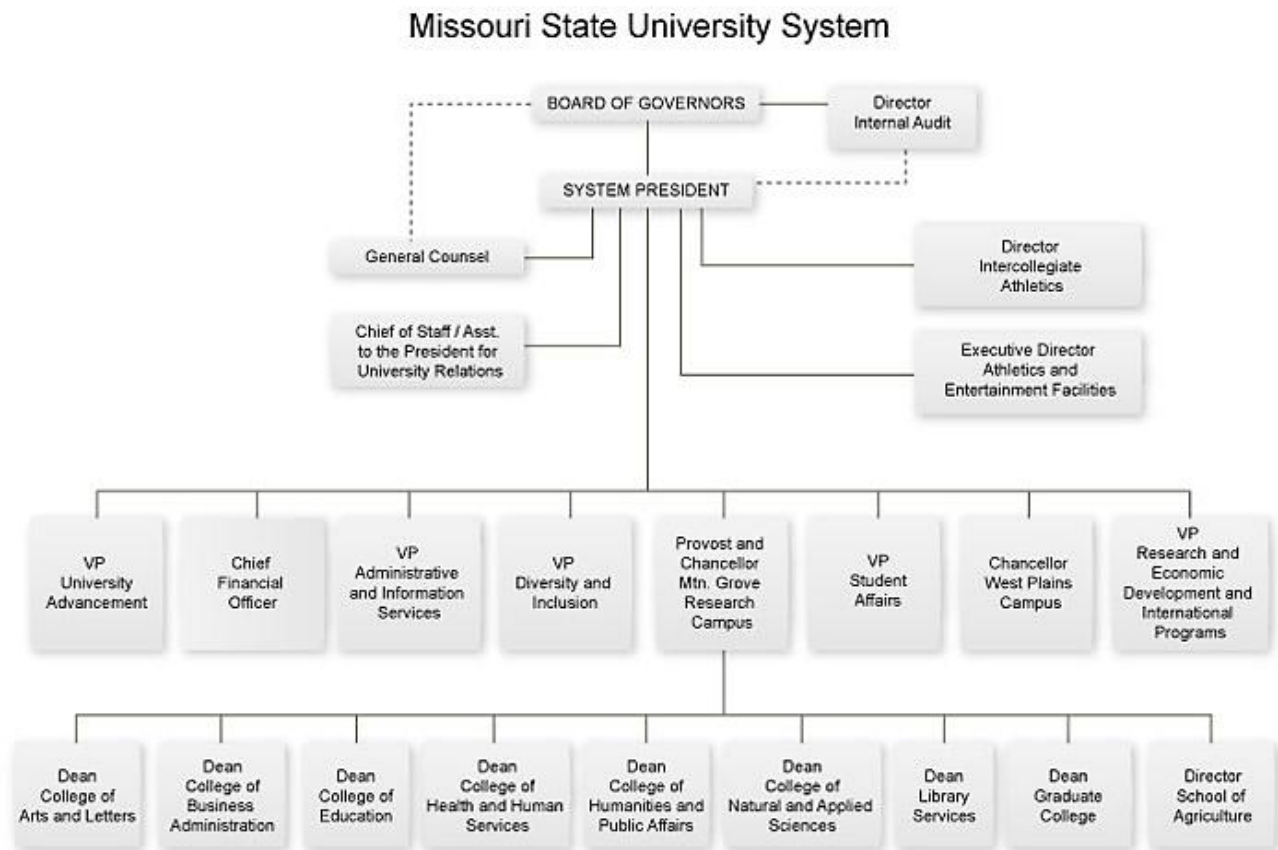 Missouri State University System
BOARD OF GOVERNORS
Director
Internal Audit
SYSTEM PRESIDENT
General Counsel
Director
Intercollegiate
Athletics
Chief of Staff / Asst.
to the President for
University Relations
Executive Director
Athletics and
Entertainment Facilities
VP
University
Advancement
Chief
Financial
Officer
VP
Administrative
and Information
Services
VP
Diversity and
Inclusion
Provost and
Chancellor
Mtn. Grove
Research
Campus
VP
Student
Affairs
Chancellor
West Plains
Campus
VP
Research and
Economic
Development and
International
Programs
Dean
College of
Arts and Letters
Dean
College of
Business
Administration
Dean
College of
Education
Dean
College of
Health and Human
Services
Dean
College of
Humanities and
Public Affairs
Dean
College of
Natural and Applied
Sciences
Dean
Library
Services
Dean
Graduate
College
Director
School of
Agriculture